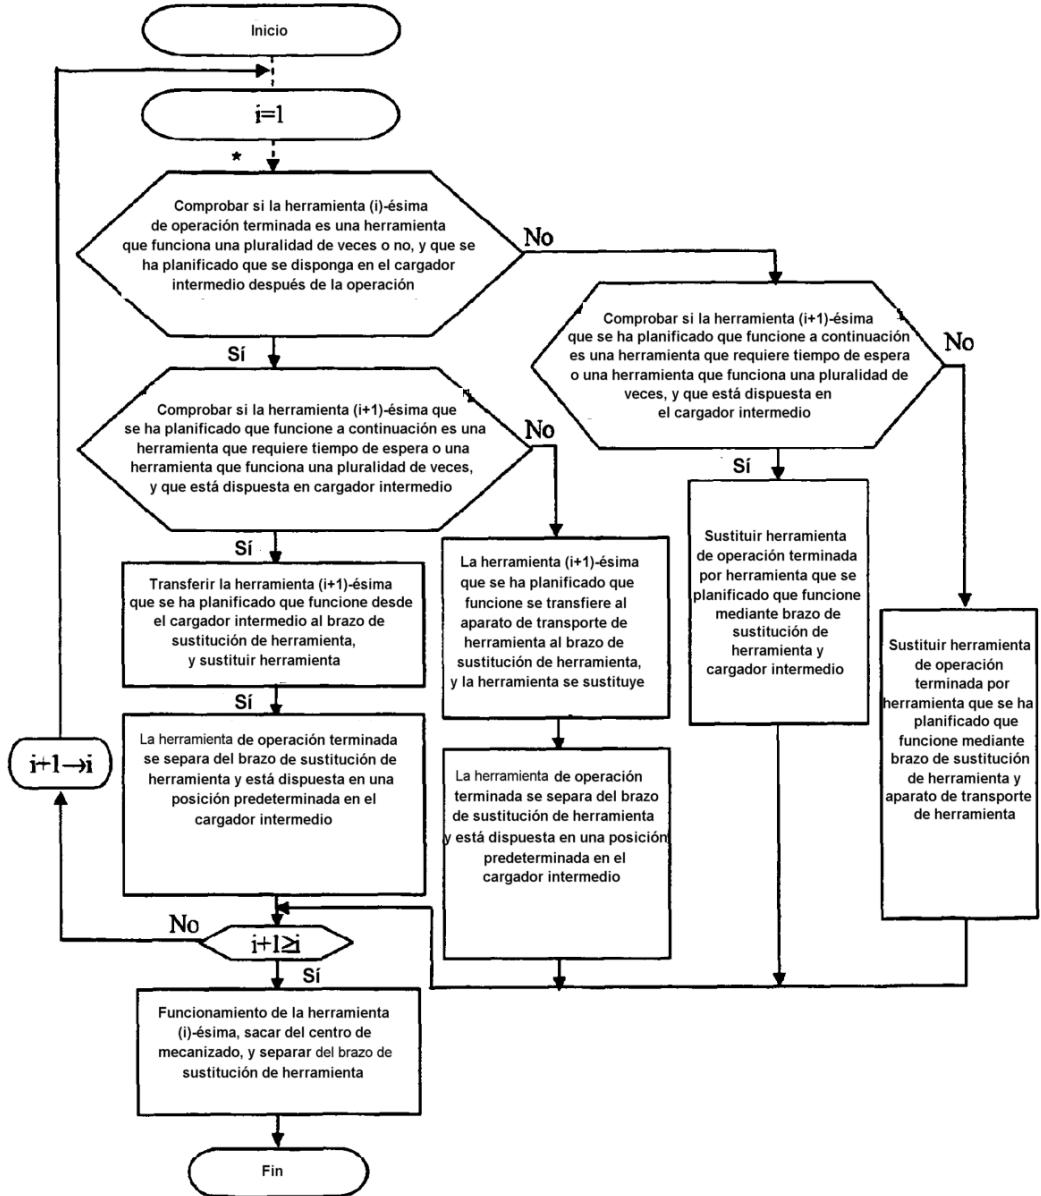 Inicio
i=1
*
Comprobar si la herramienta (i)-ésima
de operación terminada es una herramienta
que funciona una pluralidad de veces o no, y que se
ha planificado que se disponga en el cargador
intermedio después de la operación
No
Sí
Comprobar si la herramienta (i+1)-ésima
que se ha planificado que funcione a continuación
es una herramienta que requiere tiempo de espera
o una herramienta que funciona una pluralidad de
veces, y que está dispuesta en
el cargador intermedio
No
Sí
Comprobar si la herramienta (i+1)-ésima que
se ha planificado que funcione a continuación es una
herramienta que requiere tiempo de espera o una
herramienta que funciona una pluralidad de veces,
y que está dispuesta en cargador intermedio
No
Sí
Transferir la herramienta (i+1)-ésima
que se ha planificado que funcione desde
el cargador intermedio al brazo de
sustitución de herramienta,
y sustituir herramienta
Sí
La herramienta de operación terminada
se separa del brazo de sustitución de
herramienta y está dispuesta en una
posición predeterminada en el
cargador intermedio
La herramienta (i+1)-ésima
que se ha planificado que
funcione se transfiere al
aparato de transporte de
herramienta al brazo de
sustitución de herramienta,
y la herramienta se sustituye
La herramienta de operación
terminada se separa del brazo
de sustitución de herramienta
y está dispuesta en una posición
predeterminada en el
cargador intermedio
Sustituir herramienta
de operación terminada
por herramienta que se
planificado que funcione
mediante brazo de
sustitución de
herramienta y
cargador intermedio
Sustituir herramienta
de operación
terminada por
herramienta que se ha
planificado que
funcione mediante
brazo de sustitución
de herramienta y
aparato de transporte
de herramienta
i+1→i
No
i+1≥i
Sí
Funcionamiento de la herramienta
(i)-ésima, sacar del centro de
mecanizado, y separar del brazo de
sustitución de herramienta
Fin